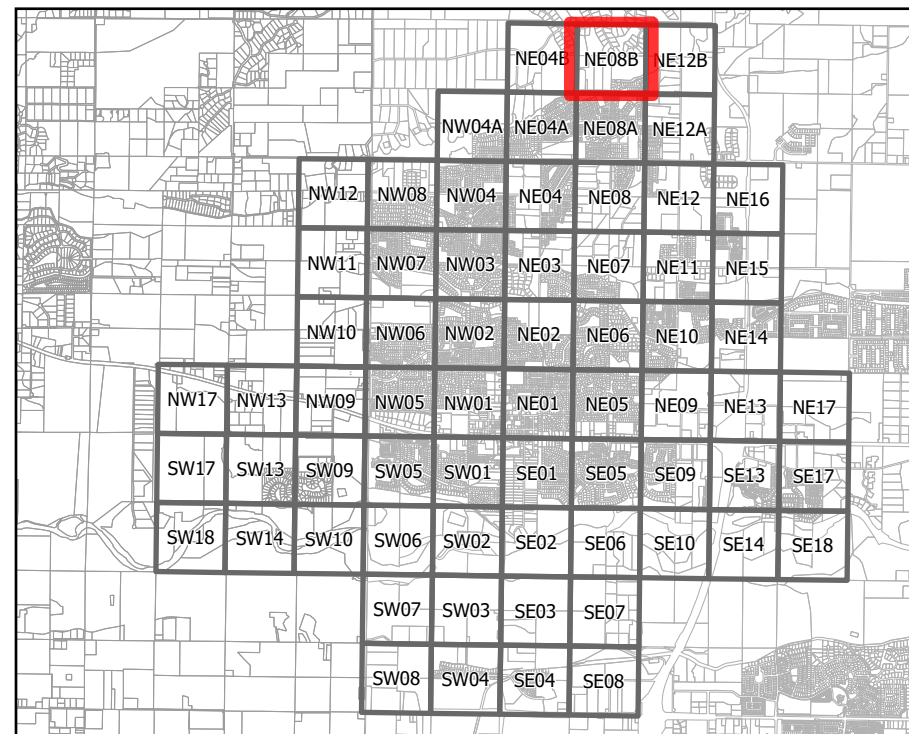 NE04B NE08B NE12B
NW04A NE04A NE08A NE12A
NW12 NW08 NW04 NE04 NE08 NE12 NE16
NW11 NW07 NW03 NE03 NE07 NE11 NE15
NW10 NW06 NW02 NE02 NE06 NE10 NE14
NW17 NW13 NW09 NW05 NW01 NE01 NE05 NE09 NE13 NE17
SW17 SW13 SW09 SW05 SW01 SE01 SE05 SE09 SE13 SE17
SW18 SW14 SW10 SW06 SW02 SE02 SE06 SE10 SE14 SE18
SW07 SW03 SE03 SE07
SW08 SW04 SE04 SE08